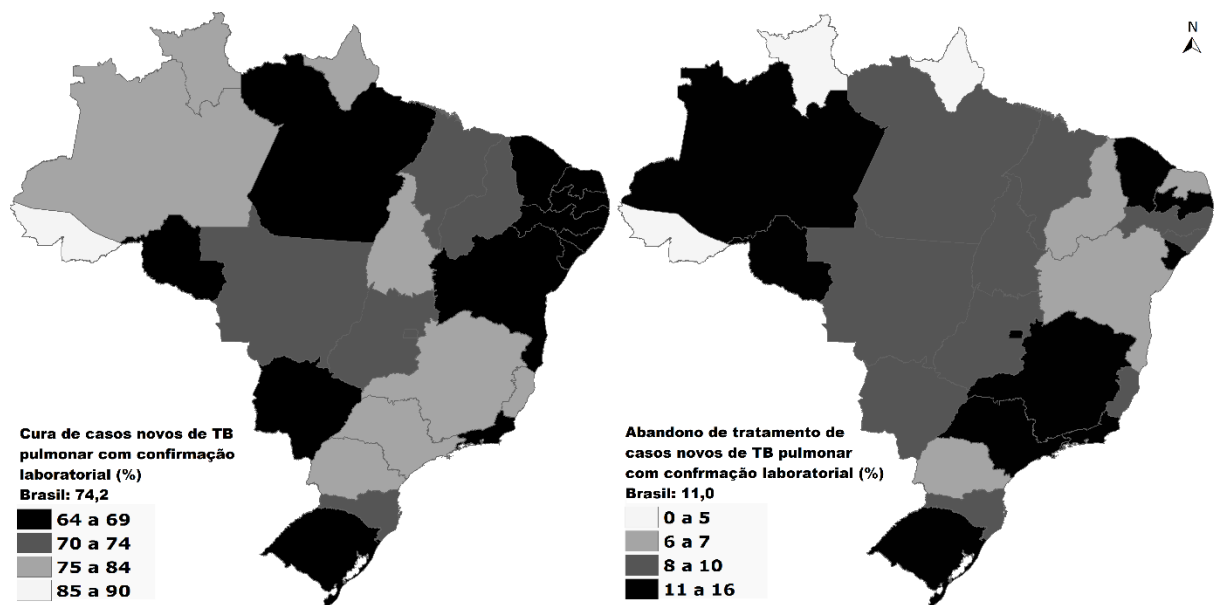 N
Cura de casos novos de TB
pulmonar com confirmação
laboratorial (%)
Brasil: 74,2
64 a 69
70 a 74
75 a 84
85 a 90
Abandono de tratamento de
casos novos de TB pulmonar
com confrmação laboratorial (%)
Brasil: 11,0
0 a 5
6 a 7
8 a 10
11 a 16